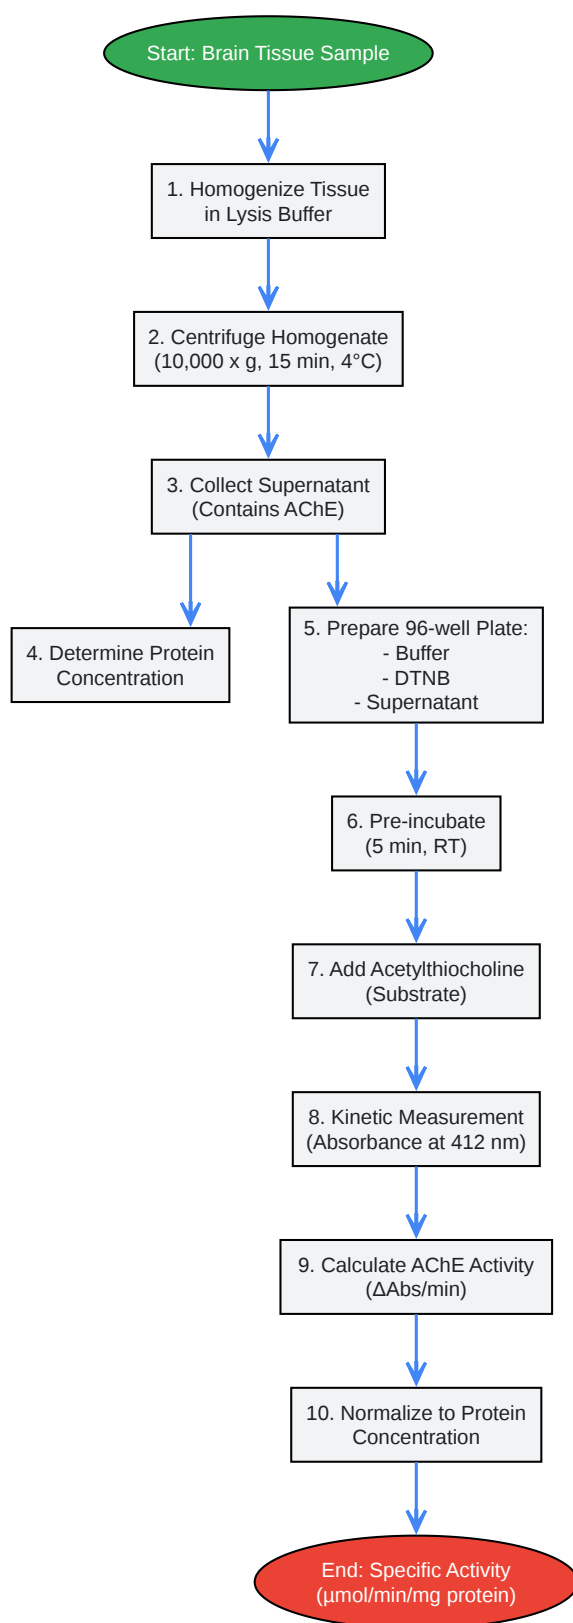 Start: Brain Tissue Sample
1. Homogenize Tissue
in Lysis Buffer
2. Centrifuge Homogenate
(10,000 x g, 15 min, 4°C)
3. Collect Supernatant
(Contains AChE)
4. Determine Protein
Concentration
5. Prepare 96-well Plate:
- Buffer
- DTNB
- Supernatant
6. Pre-incubate
(5 min, RT)
7. Add Acetylthiocholine
(Substrate)
8. Kinetic Measurement
(Absorbance at 412 nm)
9. Calculate AChE Activity
(ΔAbs/min)
10. Normalize to Protein
Concentration
End: Specific Activity
(µmol/min/mg protein)